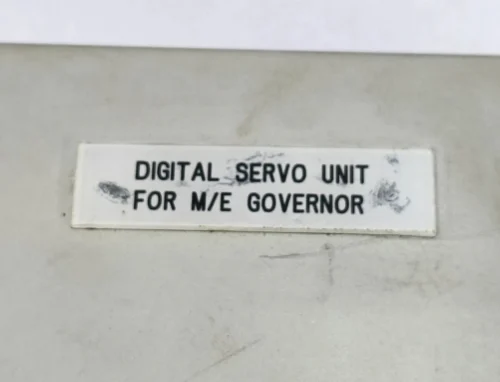 DIGITAL SERVO UNIT
FOR M/E GOVERNOR